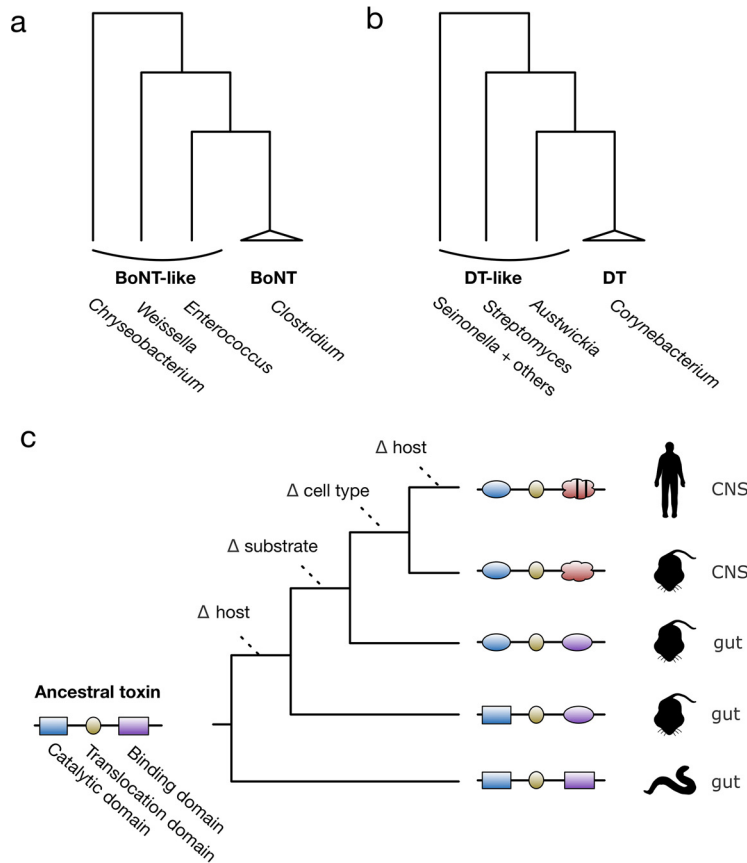 a
BoNT-like
BoNT
Chryseobacterium
Weissella
Enterococcus
Clostridium
b
DT-like
DT
Seinonella + others
Streptomyces
Austwickia
Corynebacterium
c
Δ host
Δ cell type
Δ substrate
Δ host
CNS
CNS
gut
gut
gut
Ancestral toxin
Catalytic domain
Translocation domain
Binding domain